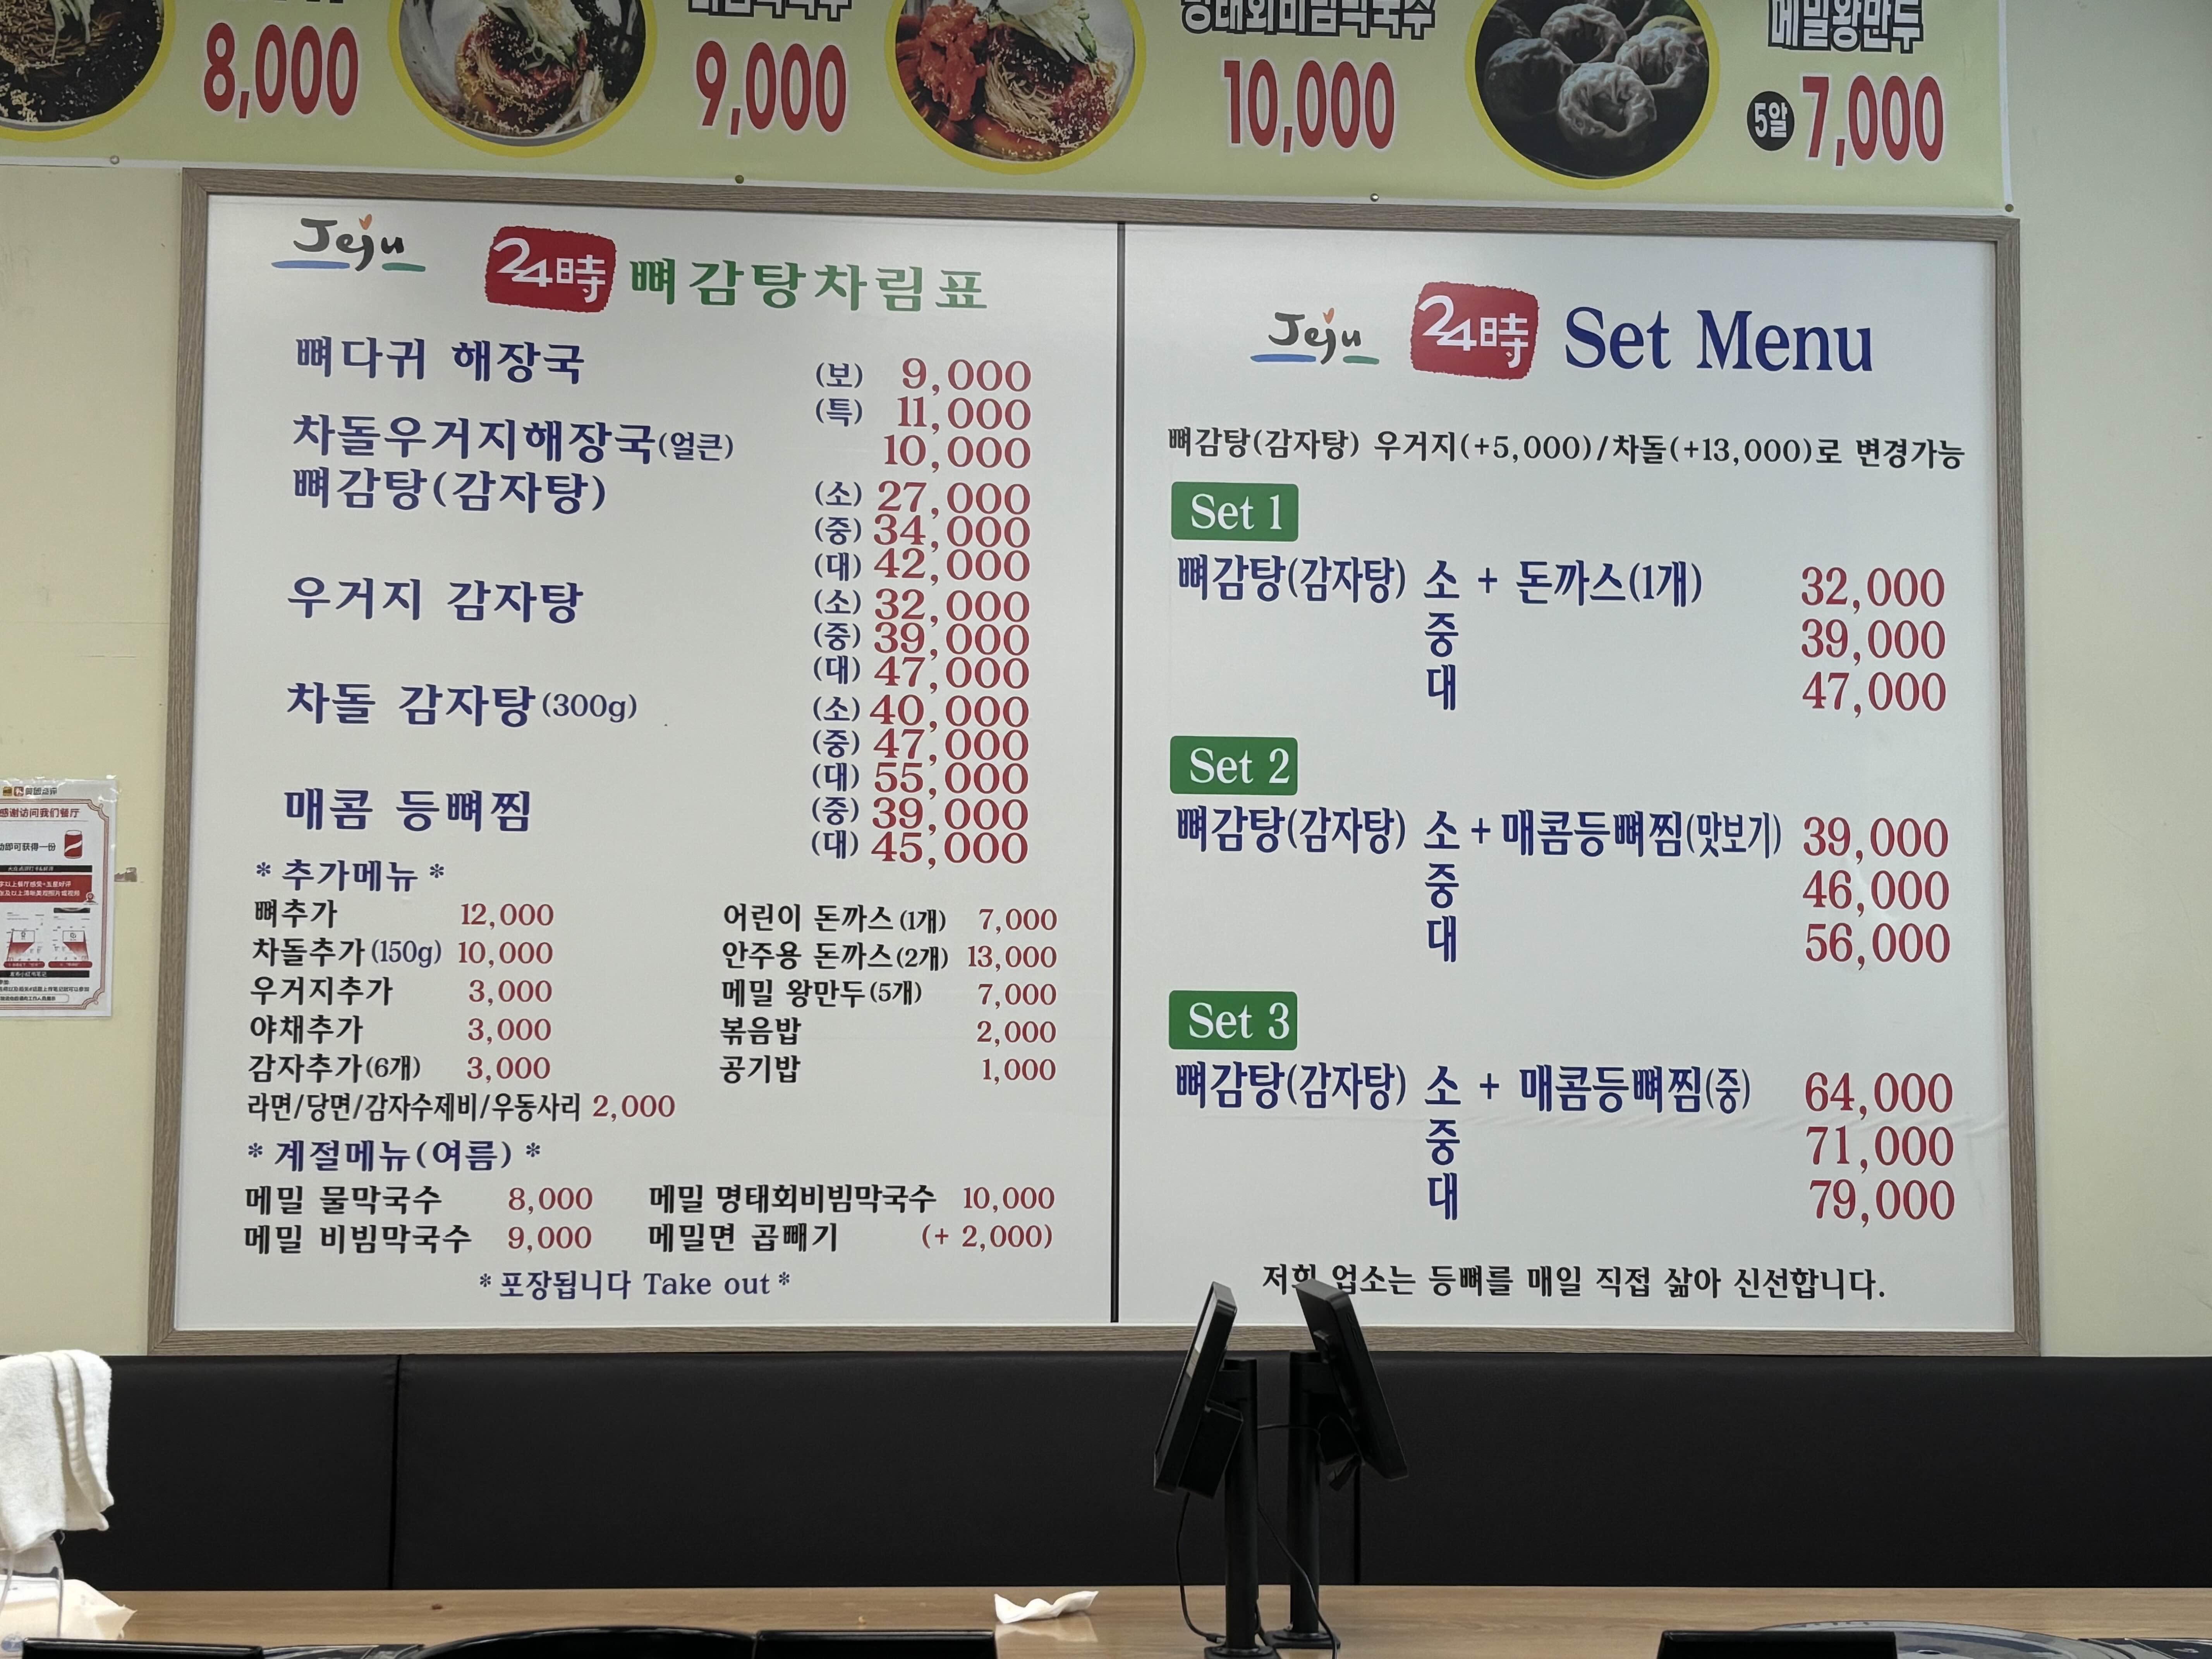 8,000
9,000
10,000
메밀왕만두
5알 7,000
Jeju 24時 뼈감탕차림표
뼈다귀 해장국 (보) 9,000
(특) 11,000
차돌우거지해장국(얼큰) 10,000
뼈감탕(감자탕) (소) 27,000
(중) 34,000
(대) 42,000
우거지 감자탕 (소) 32,000
(중) 39,000
(대) 47,000
차돌 감자탕(300g) (소) 40,000
(중) 47,000
(대) 55,000
매콤 등뼈찜 (중) 39,000
(대) 45,000
* 추가메뉴 *
뼈추가 12,000
차돌추가(150g) 10,000
우거지추가 3,000
야채추가 3,000
감자추가(6개) 3,000
라면/당면/감자수제비/우동사리 2,000
어린이 돈까스(1개) 7,000
안주용 돈까스(2개) 13,000
메밀 왕만두(5개) 7,000
볶음밥 2,000
공기밥 1,000
* 계절메뉴(여름) *
메밀 물막국수 8,000
메밀 비빔막국수 9,000
메밀 명태회비빔막국수 10,000
메밀면 곱빼기 (+ 2,000)
* 포장됩니다 Take out *
Jeju 24時 Set Menu
뼈감탕(감자탕) 우거지(+5,000)/차돌(+13,000)로 변경가능
Set 1
뼈감탕(감자탕) 소 + 돈까스(1개) 32,000
중 39,000
대 47,000
Set 2
뼈감탕(감자탕) 소 + 매콤등뼈찜(맛보기) 39,000
중 46,000
대 56,000
Set 3
뼈감탕(감자탕) 소 + 매콤등뼈찜(중) 64,000
중 71,000
대 79,000
저희 업소는 등뼈를 매일 직접 삶아 신선합니다.
感谢访问我们餐厅
即可获得一份